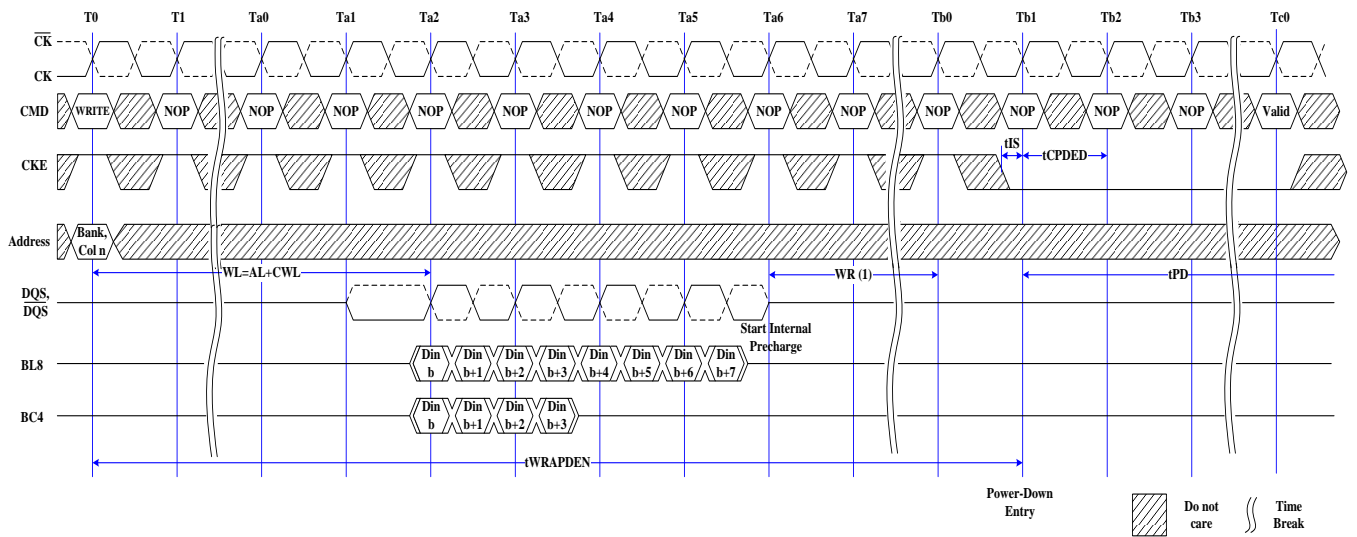 T0 T1 Ta0 Ta1 Ta2 Ta3 Ta4 Ta5 Ta6 Ta7 Tb0 Tb1 Tb2 Tb3 Tc0
CK
CK
CMD WRITE NOP NOP NOP NOP NOP NOP NOP NOP NOP NOP NOP NOP NOP Valid
tIS
CKE tCPDED
Address Bank,
Col n
WL=AL+CWL WR (1) tPD
DQS,
DQS
Start Internal
Precharge
BL8 Din Din Din Din Din Din Din Din
b b+1 b+2 b+3 b+4 b+5 b+6 b+7
BC4 Din Din Din Din
b b+1 b+2 b+3
tWRAPDEN
Power-Down
Entry
Do not
care
Time
Break